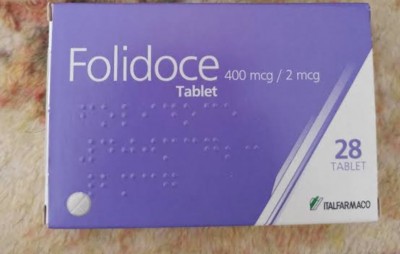 Folidoce 400 mcg / 2 mcg
Tablet
28
TABLET
ITALFARMACO